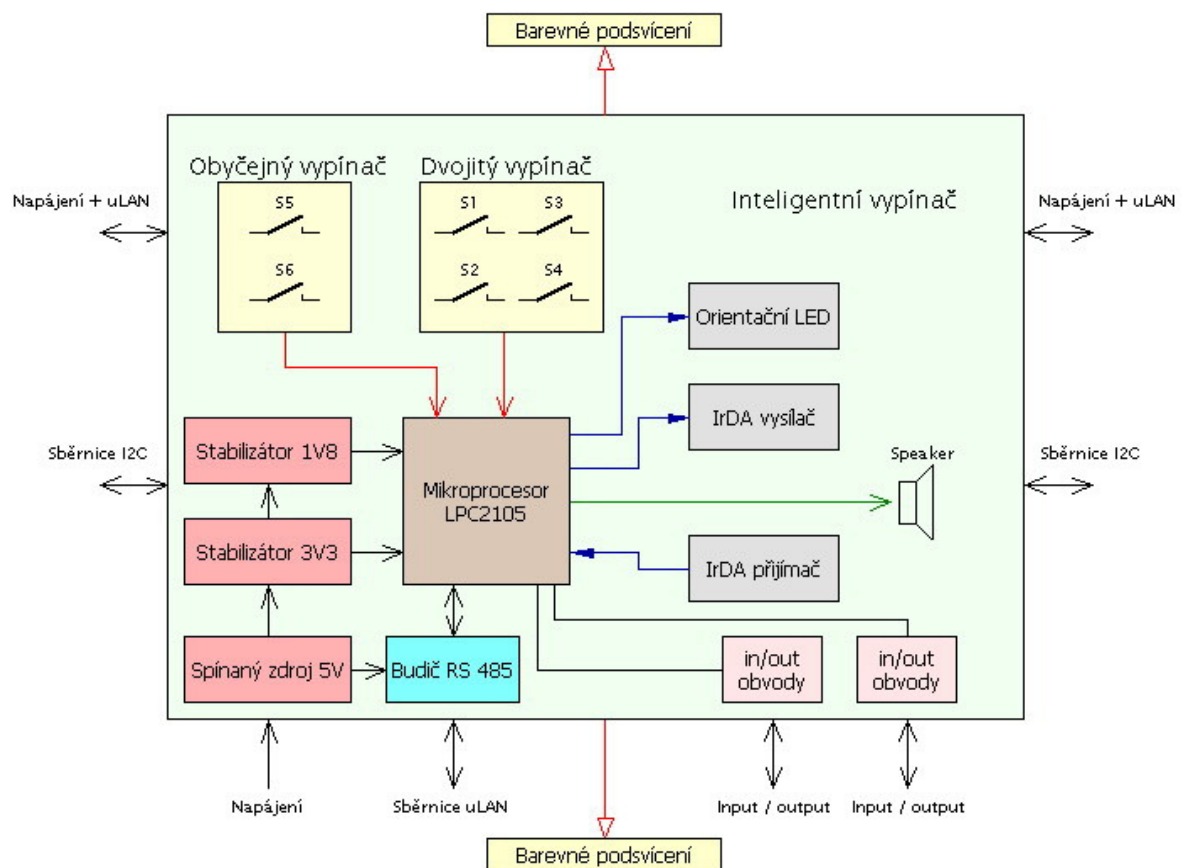 Barevné podsvícení
Obyčejný vypínač
Dvojitý vypínač
Inteligentní vypínač
Napájení + uLAN
Napájení + uLAN
S5
S1
S3
S6
S2
S4
Orientační LED
IrDA vysílač
Stabilizátor 1V8
Sběrnice I2C
Sběrnice I2C
Speaker
Mikroprocesor
LPC2105
Stabilizátor 3V3
IrDA přijímač
Spínaný zdroj 5V
Budič RS 485
in/out
obvody
in/out
obvody
Napájení
Sběrnice uLAN
Input / output
Input / output
Barevné podsvícení